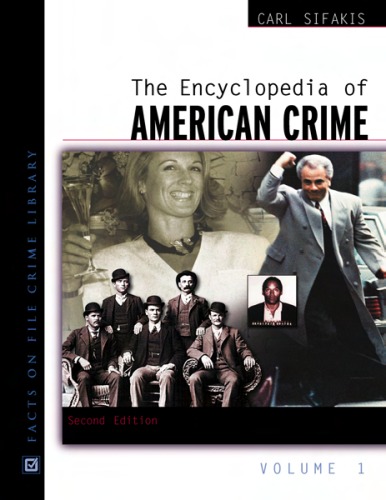 CARL SIFAKIS
The Encyclopedia of
AMERICAN CRIME
FACTS ON FILE CRIME LIBRARY
Second Edition
VOLUME 1